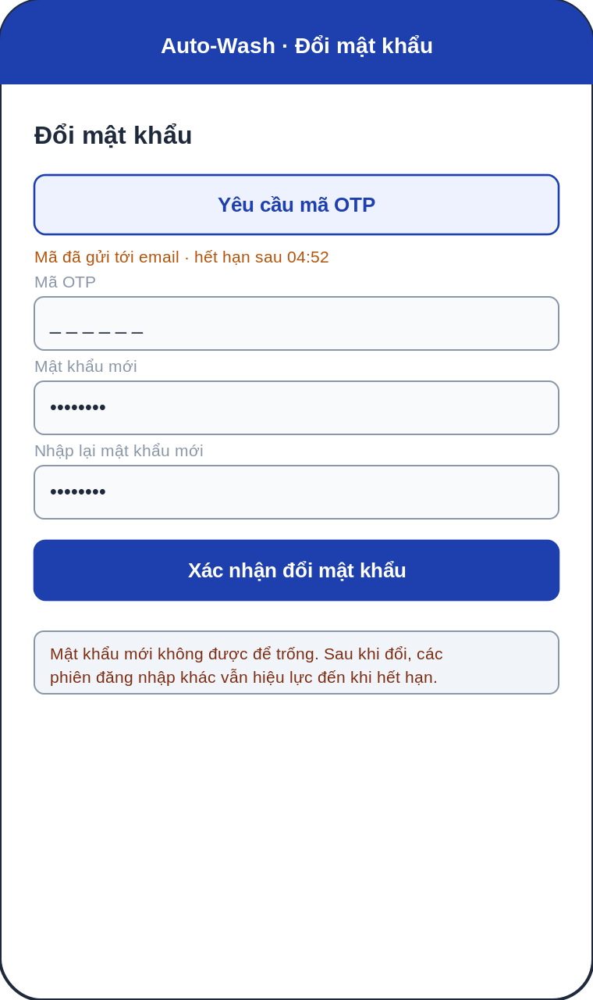 Auto-Wash · Đổi mật khẩu
Đổi mật khẩu
Yêu cầu mã OTP
Mã đã gửi tới email · hết hạn sau 04:52
Mã OTP
_ _ _ _ _ _
Mật khẩu mới
••••••••
Nhập lại mật khẩu mới
••••••••
Xác nhận đổi mật khẩu
Mật khẩu mới không được để trống. Sau khi đổi, các
phiên đăng nhập khác vẫn hiệu lực đến khi hết hạn.